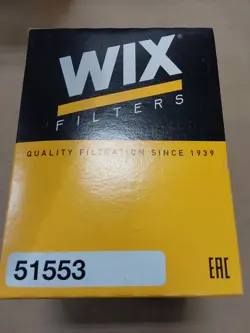 WIX
FILTERS
QUALITY FILTRATION SINCE 1939
51553
EAC